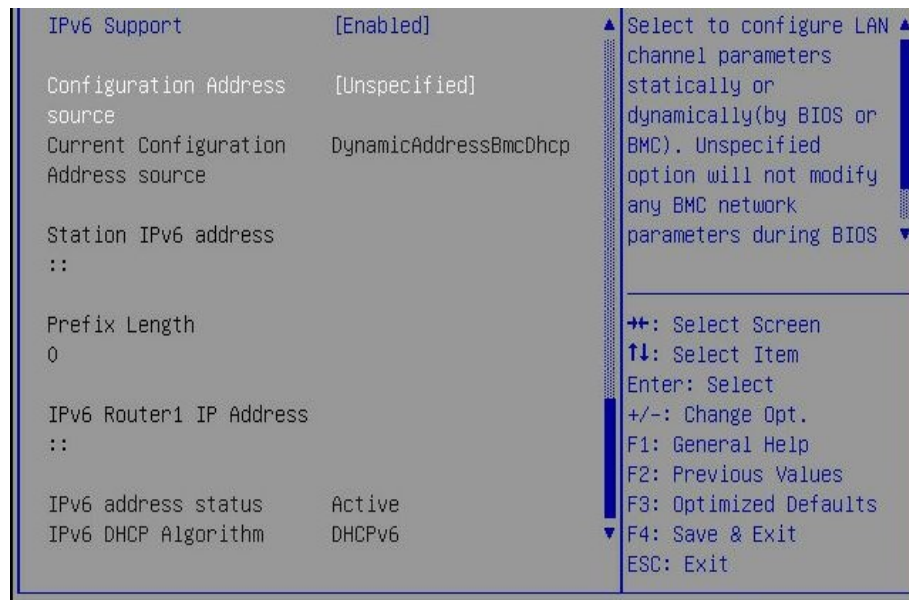 IPv6 Support [Enabled]
Configuration Address [Unspecified]
source
Current Configuration DynamicAddressBmcDhcp
Address source
Station IPv6 address
::
Prefix Length
0
IPv6 Router1 IP Address
::
IPv6 address status Active
IPv6 DHCP Algorithm DHCPv6
Select to configure LAN
channel parameters
statically or
dynamically(by BIOS or
BMC). Unspecified
option will not modify
any BMC network
parameters during BIOS
→←: Select Screen
↑↓: Select Item
Enter: Select
+/-: Change Opt.
F1: General Help
F2: Previous Values
F3: Optimized Defaults
F4: Save & Exit
ESC: Exit